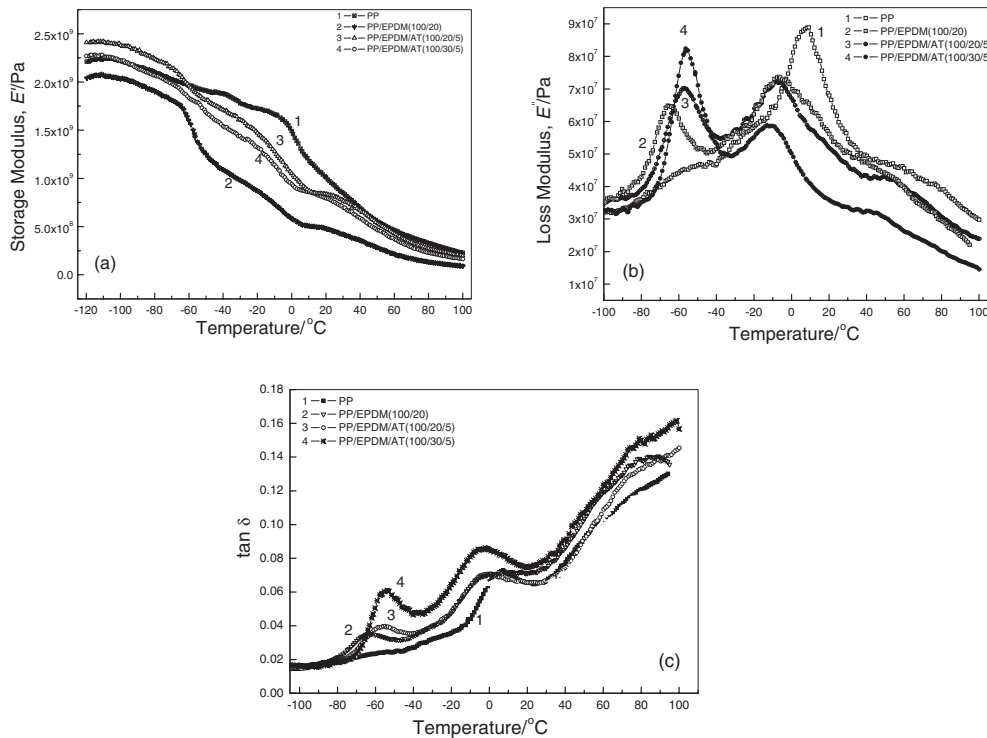 1 PP
2 PP/EPDM(100/20)
3 PP/EPDM/AT(100/20/5)
4 PP/EPDM/AT(100/30/5)
Storage Modulus, E'/Pa
2.5x10⁹
2.0x10⁹
1.5x10⁹
1.0x10⁹
5.0x10⁸
0.0
1
3
4
2
(a)
-120 -100 -80 -60 -40 -20 0 20 40 60 80 100
Temperature/°C
1 PP
2 PP/EPDM(100/20)
3 PP/EPDM/AT(100/20/5)
4 PP/EPDM/AT(100/30/5)
Loss Modulus, E''/Pa
9x10⁷
8x10⁷
7x10⁷
6x10⁷
5x10⁷
4x10⁷
3x10⁷
2x10⁷
1x10⁷
4
1
2
3
(b)
-100 -80 -60 -40 -20 0 20 40 60 80 100
Temperature/°C
1 PP
2 PP/EPDM(100/20)
3 PP/EPDM/AT(100/20/5)
4 PP/EPDM/AT(100/30/5)
tan δ
0.18
0.16
0.14
0.12
0.10
0.08
0.06
0.04
0.02
0.00
4
3
2
1
(c)
-100 -80 -60 -40 -20 0 20 40 60 80 100
Temperature/°C